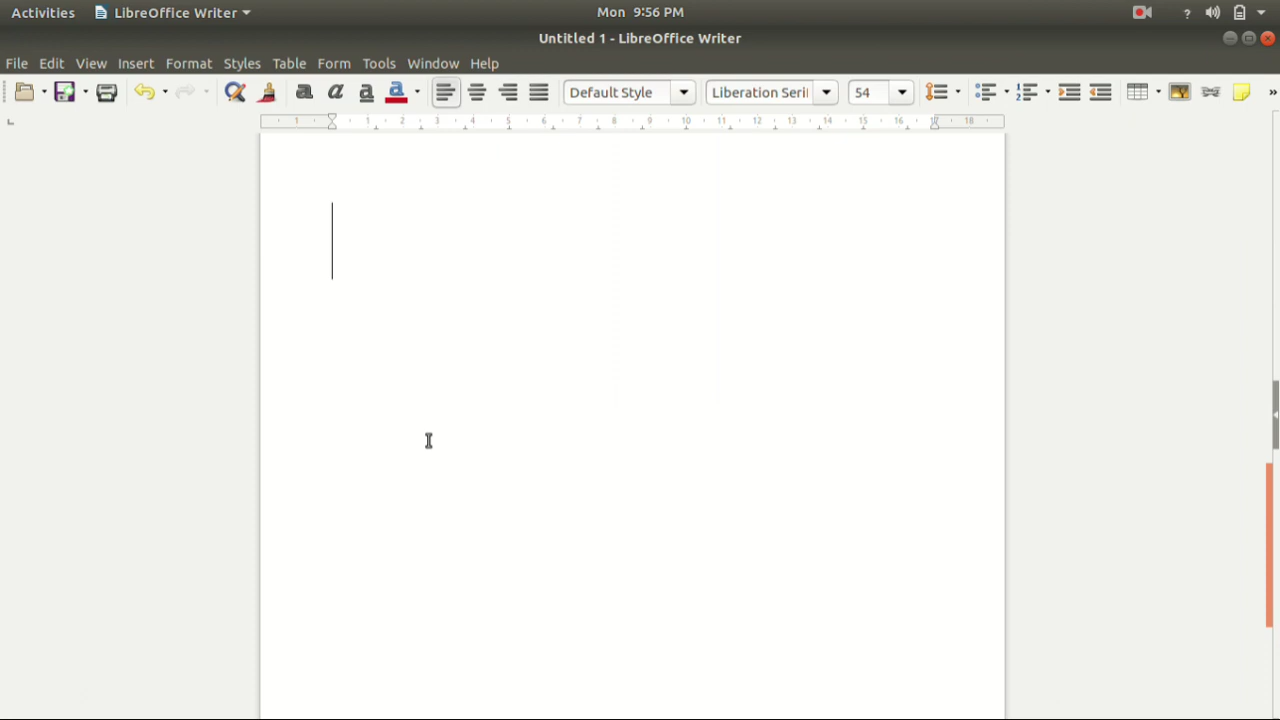 Activities LibreOffice Writer Mon 9:56 PM ?
Untitled 1 - LibreOffice Writer
File Edit View Insert Format Styles Table Form Tools Window Help
a a a a Default Style Liberation Seri 54 »
1 1 2 3 4 5 6 7 8 9 10 11 12 13 14 15 16 17 18